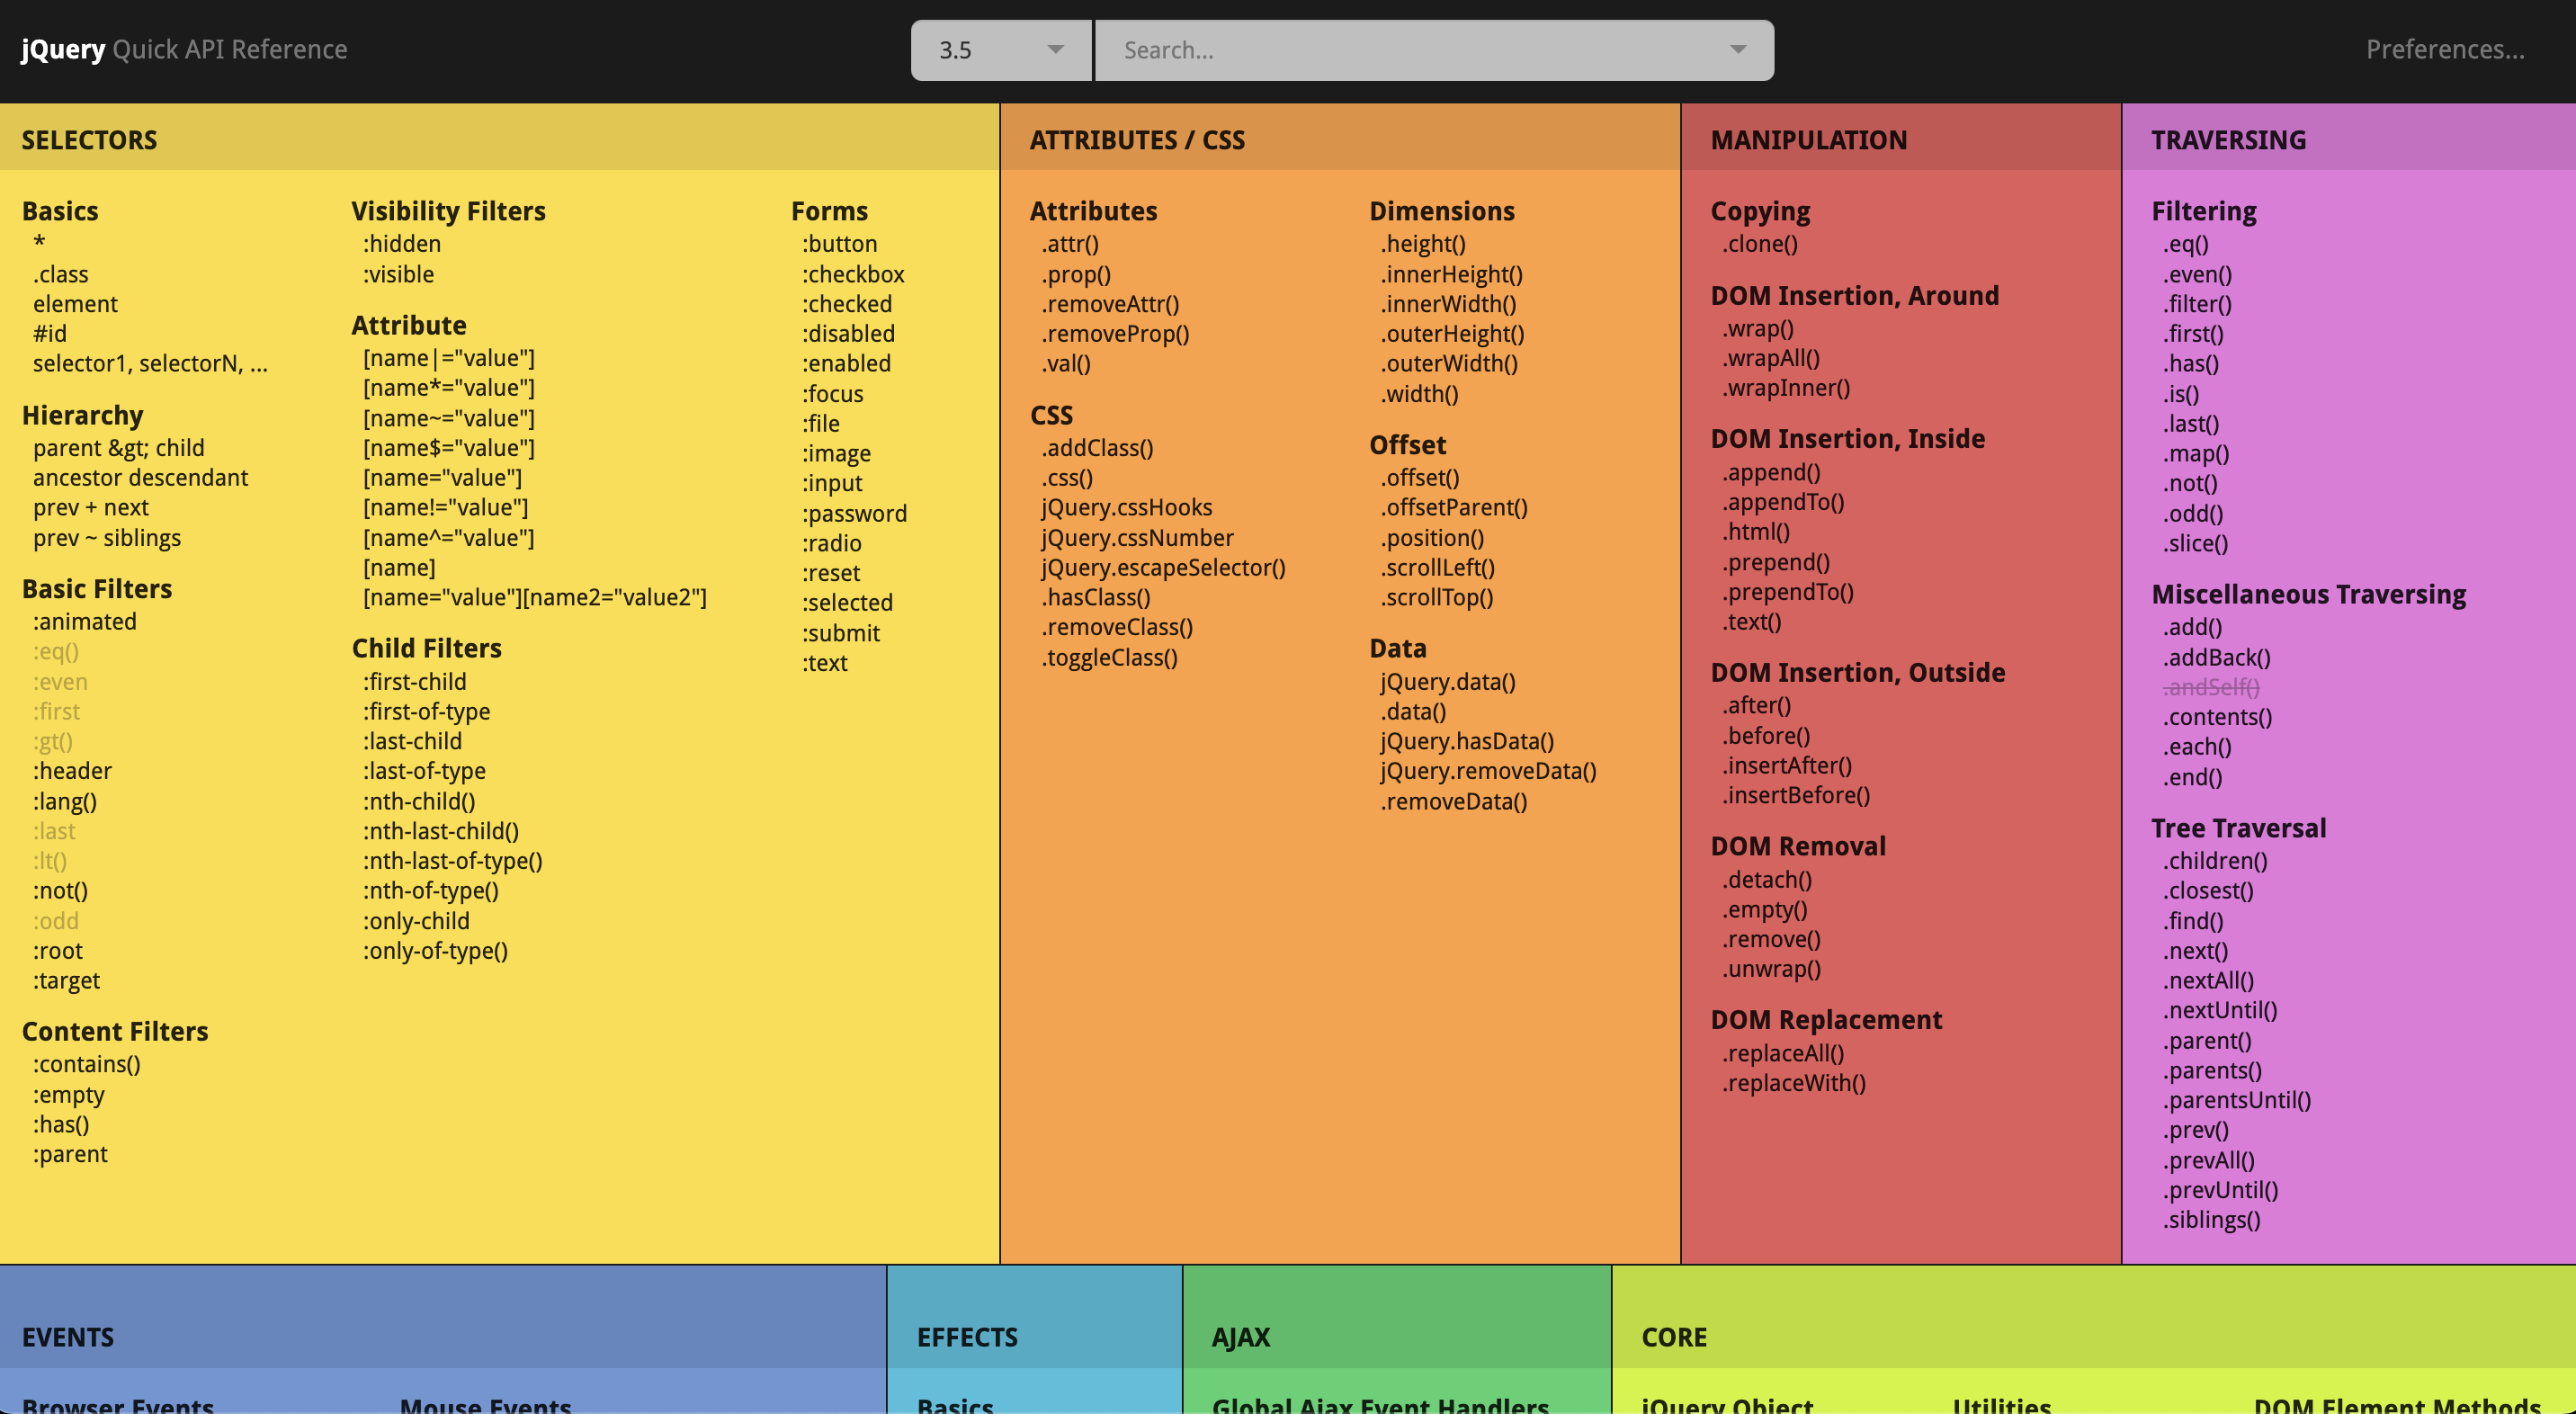 jQuery Quick API Reference
3.5
Search...
Preferences...
SELECTORS
Basics
*
.class
element
#id
selector1, selectorN, ...
Hierarchy
parent &gt; child
ancestor descendant
prev + next
prev ~ siblings
Basic Filters
:animated
:eq()
:even
:first
:gt()
:header
:lang()
:last
:lt()
:not()
:odd
:root
:target
Content Filters
:contains()
:empty
:has()
:parent
Visibility Filters
:hidden
:visible
Attribute
[name|="value"]
[name*="value"]
[name~="value"]
[name$="value"]
[name="value"]
[name!="value"]
[name^="value"]
[name]
[name="value"][name2="value2"]
Child Filters
:first-child
:first-of-type
:last-child
:last-of-type
:nth-child()
:nth-last-child()
:nth-last-of-type()
:nth-of-type()
:only-child
:only-of-type()
Forms
:button
:checkbox
:checked
:disabled
:enabled
:focus
:file
:image
:input
:password
:radio
:reset
:selected
:submit
:text
ATTRIBUTES / CSS
Attributes
.attr()
.prop()
.removeAttr()
.removeProp()
.val()
CSS
.addClass()
.css()
jQuery.cssHooks
jQuery.cssNumber
jQuery.escapeSelector()
.hasClass()
.removeClass()
.toggleClass()
Dimensions
.height()
.innerHeight()
.innerWidth()
.outerHeight()
.outerWidth()
.width()
Offset
.offset()
.offsetParent()
.position()
.scrollLeft()
.scrollTop()
Data
jQuery.data()
.data()
jQuery.hasData()
jQuery.removeData()
.removeData()
MANIPULATION
Copying
.clone()
DOM Insertion, Around
.wrap()
.wrapAll()
.wrapInner()
DOM Insertion, Inside
.append()
.appendTo()
.html()
.prepend()
.prependTo()
.text()
DOM Insertion, Outside
.after()
.before()
.insertAfter()
.insertBefore()
DOM Removal
.detach()
.empty()
.remove()
.unwrap()
DOM Replacement
.replaceAll()
.replaceWith()
TRAVERSING
Filtering
.eq()
.even()
.filter()
.first()
.has()
.is()
.last()
.map()
.not()
.odd()
.slice()
Miscellaneous Traversing
.add()
.addBack()
.andSelf()
.contents()
.each()
.end()
Tree Traversal
.children()
.closest()
.find()
.next()
.nextAll()
.nextUntil()
.parent()
.parents()
.parentsUntil()
.prev()
.prevAll()
.prevUntil()
.siblings()
EVENTS
Browser Events
Mouse Events
EFFECTS
Basics
AJAX
Global Ajax Event Handlers
CORE
jQuery Object
Utilities
DOM Element Methods